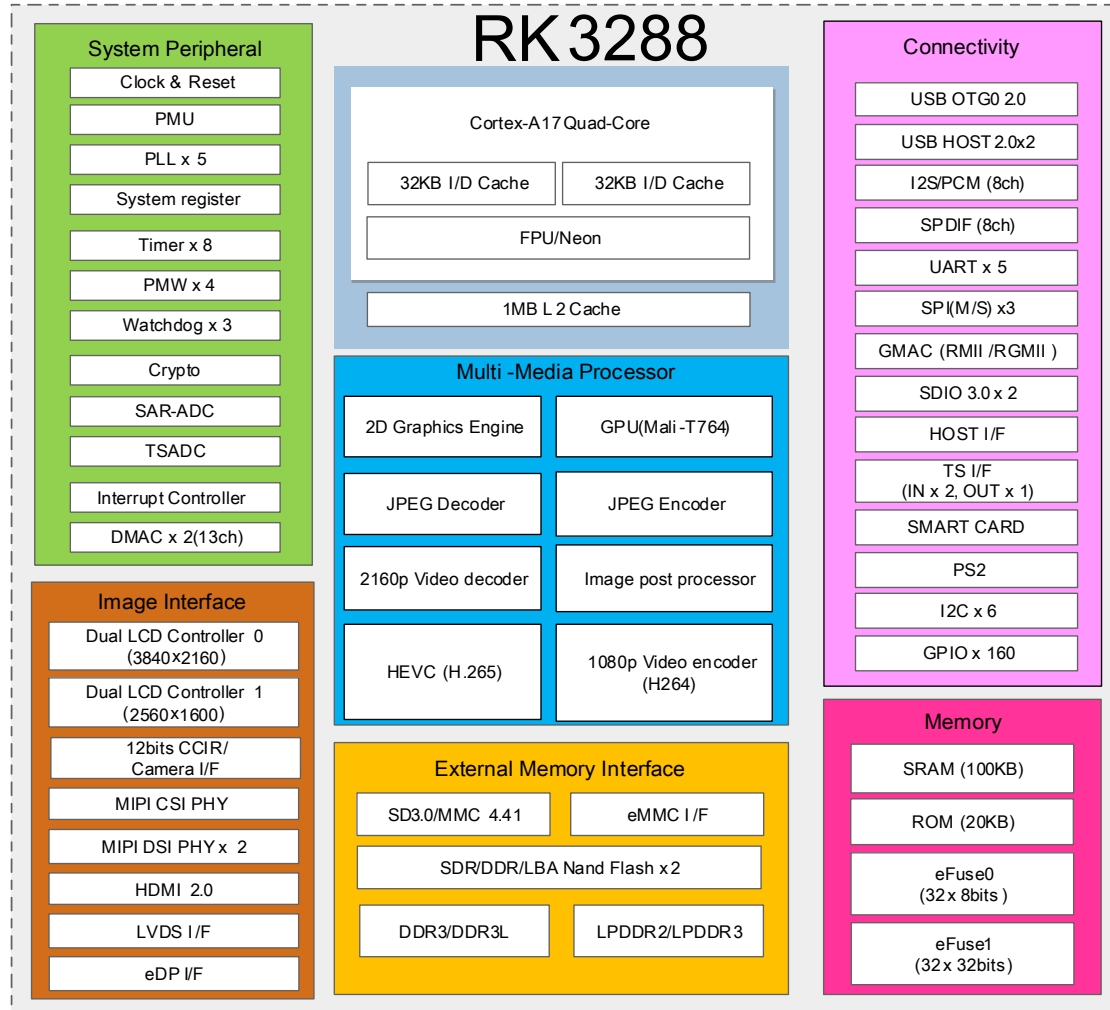 RK3288
System Peripheral
Clock & Reset
PMU
PLL x 5
System register
Timer x 8
PMW x 4
Watchdog x 3
Crypto
SAR-ADC
TSADC
Interrupt Controller
DMAC x 2(13ch)
Image Interface
Dual LCD Controller 0
(3840x2160)
Dual LCD Controller 1
(2560x1600)
12bits CCIR/
Camera I/F
MIPI CSI PHY
MIPI DSI PHY x 2
HDMI 2.0
LVDS I/F
eDP I/F
Cortex-A17 Quad-Core
32KB I/D Cache
32KB I/D Cache
FPU/Neon
1MB L2 Cache
Multi-Media Processor
2D Graphics Engine
GPU(Mali-T764)
JPEG Decoder
JPEG Encoder
2160p Video decoder
Image post processor
HEVC (H.265)
1080p Video encoder
(H264)
External Memory Interface
SD3.0/MMC 4.41
eMMC I/F
SDR/DDR/LBA Nand Flash x2
DDR3/DDR3L
LPDDR2/LPDDR3
Connectivity
USB OTG0 2.0
USB HOST 2.0x2
I2S/PCM (8ch)
SPDIF (8ch)
UART x 5
SPI(M/S) x3
GMAC (RMII/RGMII)
SDIO 3.0 x 2
HOST I/F
TS I/F
(IN x 2, OUT x 1)
SMART CARD
PS2
I2C x 6
GPIO x 160
Memory
SRAM (100KB)
ROM (20KB)
eFuse0
(32x 8bits)
eFuse1
(32x 32bits)